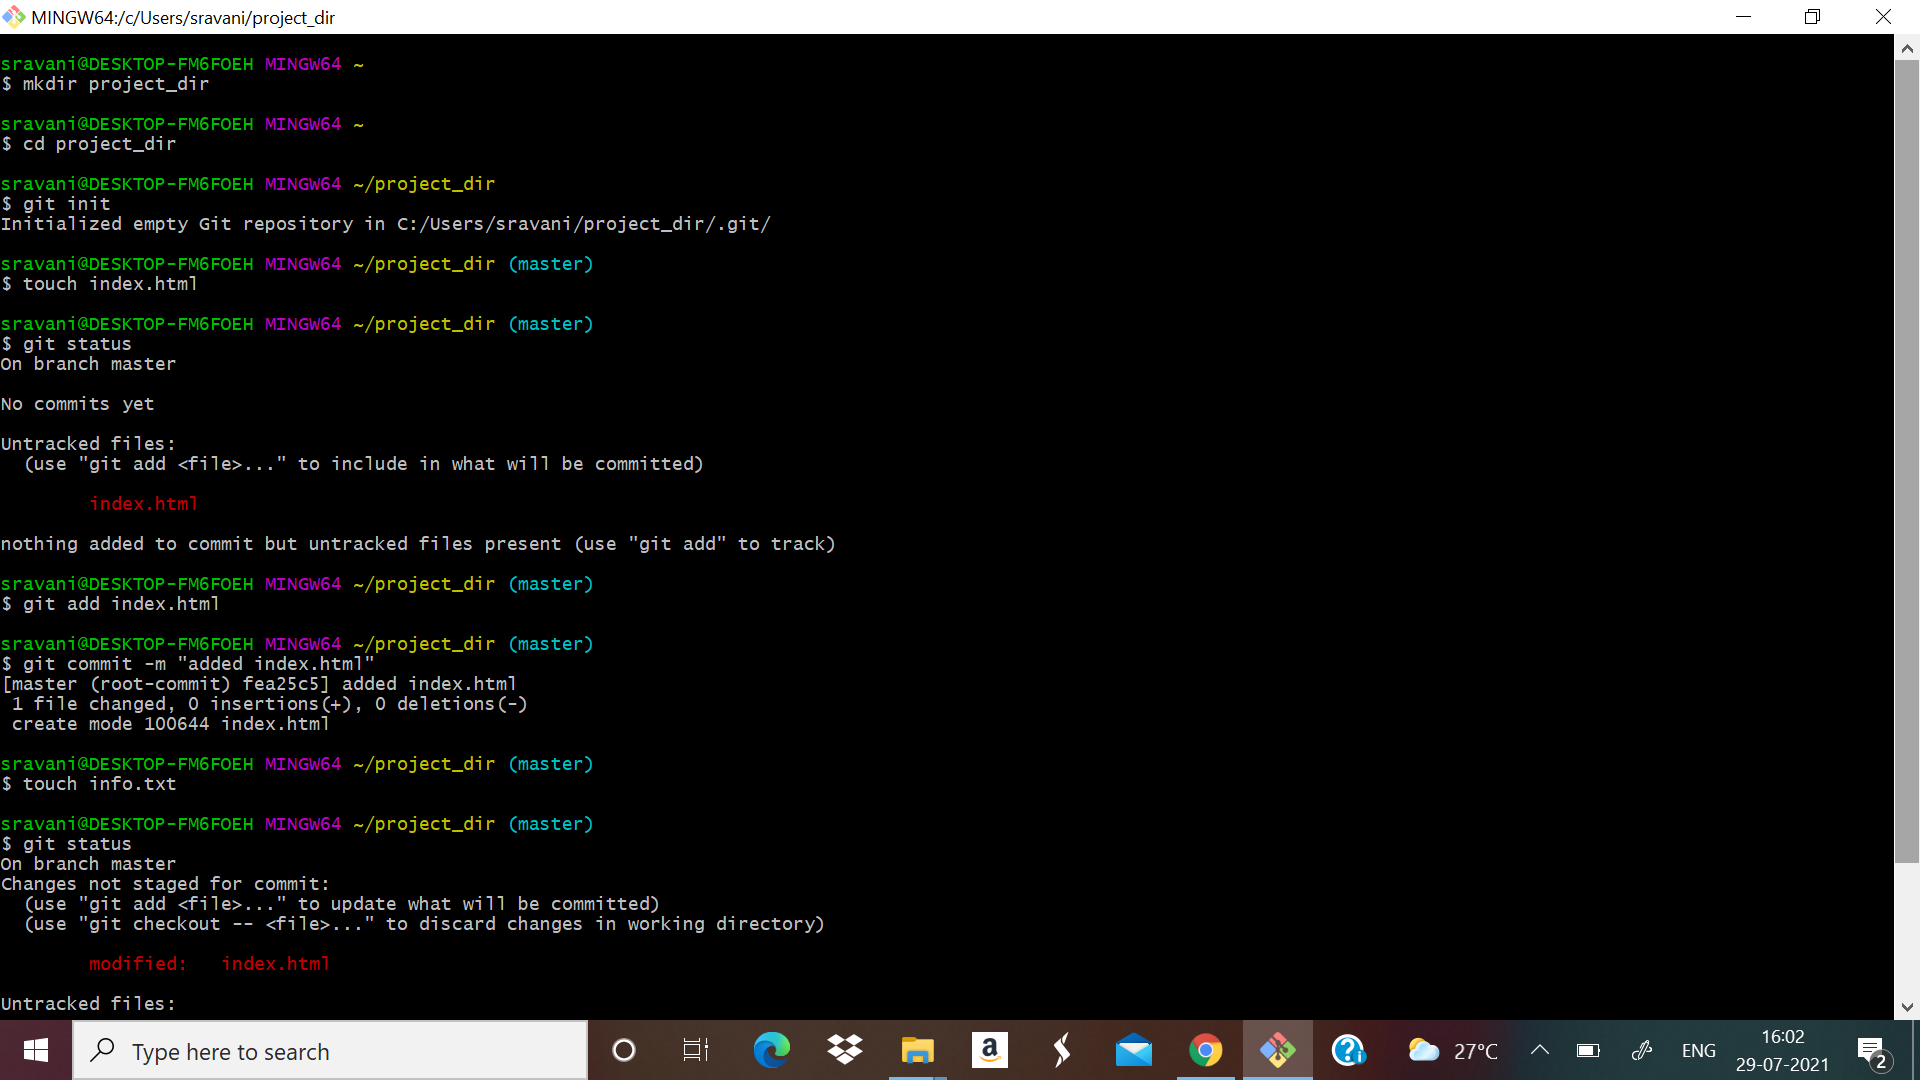 MINGW64:/c/Users/sravani/project_dir
sravani@DESKTOP-FM6FOEH MINGW64 ~
$ mkdir project_dir
sravani@DESKTOP-FM6FOEH MINGW64 ~
$ cd project_dir
sravani@DESKTOP-FM6FOEH MINGW64 ~/project_dir
$ git init
Initialized empty Git repository in C:/Users/sravani/project_dir/.git/
sravani@DESKTOP-FM6FOEH MINGW64 ~/project_dir (master)
$ touch index.html
sravani@DESKTOP-FM6FOEH MINGW64 ~/project_dir (master)
$ git status
On branch master
No commits yet
Untracked files:
(use "git add <file>..." to include in what will be committed)
index.html
nothing added to commit but untracked files present (use "git add" to track)
sravani@DESKTOP-FM6FOEH MINGW64 ~/project_dir (master)
$ git add index.html
sravani@DESKTOP-FM6FOEH MINGW64 ~/project_dir (master)
$ git commit -m "added index.html"
[master (root-commit) fea25c5] added index.html
1 file changed, 0 insertions(+), 0 deletions(-)
create mode 100644 index.html
sravani@DESKTOP-FM6FOEH MINGW64 ~/project_dir (master)
$ touch info.txt
sravani@DESKTOP-FM6FOEH MINGW64 ~/project_dir (master)
$ git status
On branch master
Changes not staged for commit:
(use "git add <file>..." to update what will be committed)
(use "git checkout -- <file>..." to discard changes in working directory)
modified:   index.html
Untracked files:
Type here to search
a
27°C
ENG
16:02
29-07-2021
2